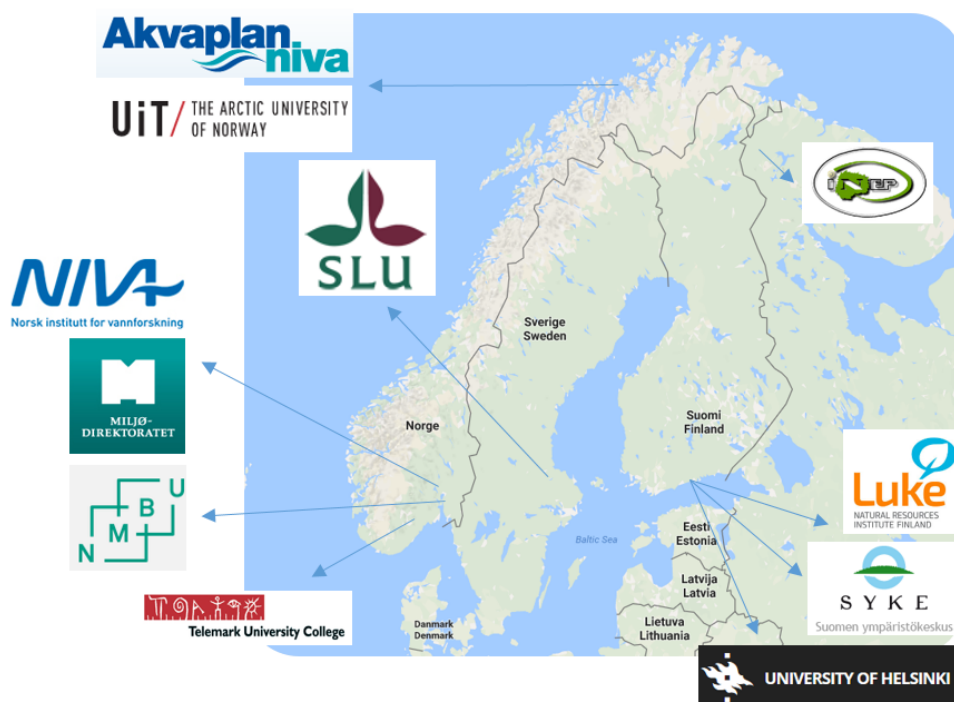 Akvaplan
niva
UiT/ THE ARCTIC UNIVERSITY
OF NORWAY
SLU
iNEP
NIVA
Norsk institutt for vannforskning
Sverige
Sweden
MILJØ-
DIREKTORATET
Norge
Suomi
Finland
Luke
NATURAL RESOURCES
INSTITUTE FINLAND
N M B U
Eesti
Estonia
Baltic Sea
Latvija
Latvia
SYKE
Suomen ympäristökeskus
Telemark University College
Danmark
Denmark
Lietuva
Lithuania
UNIVERSITY OF HELSINKI